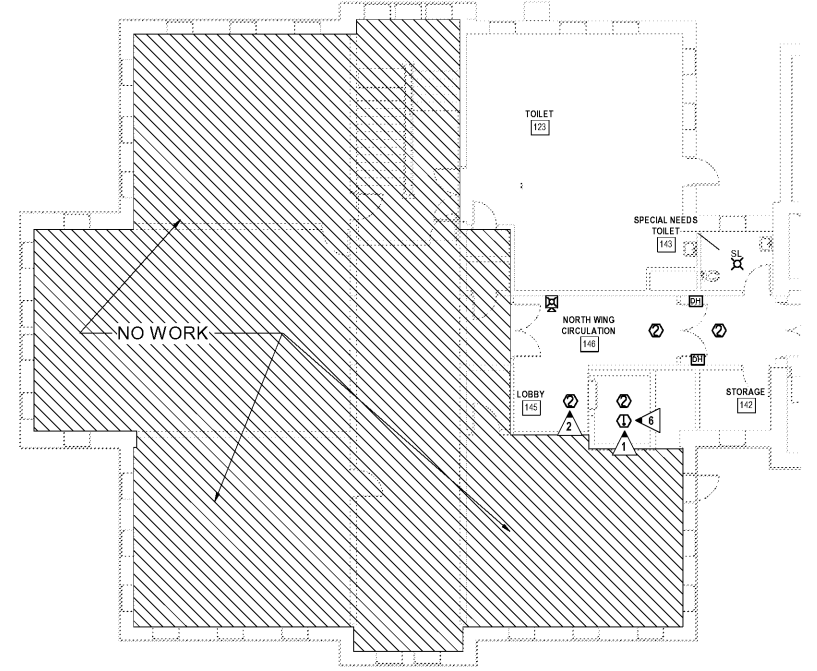 TOILET
123
SPECIAL NEEDS
TOILET
143
SL
DH
NORTH WING
CIRCULATION
146
2
2
NO WORK
DH
LOBBY
145
2
2
STORAGE
142
2
1
6
1